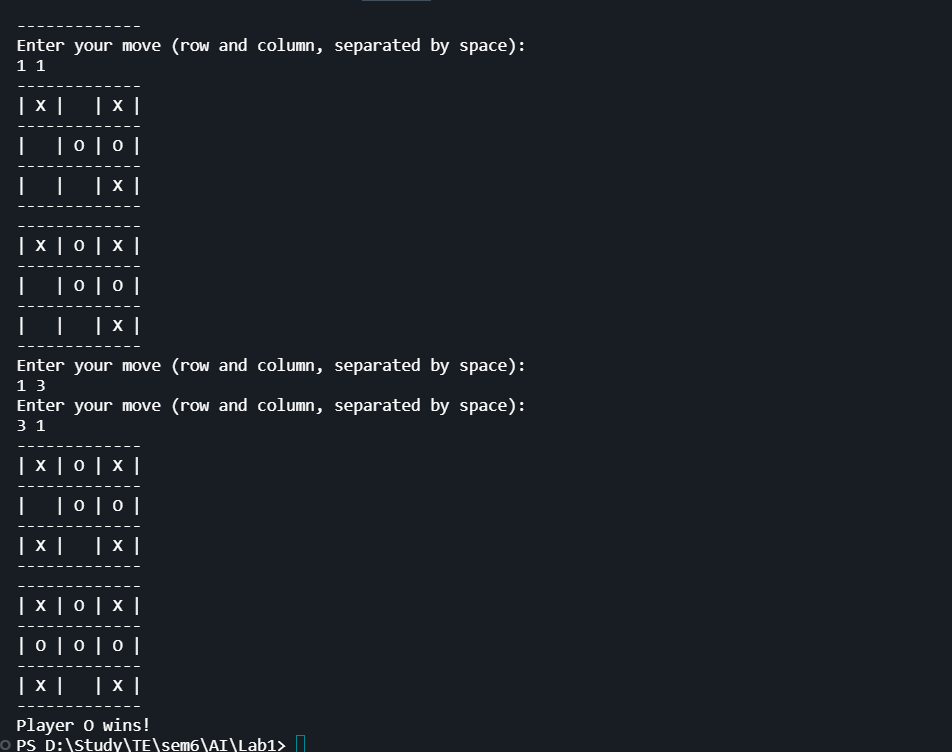 -------------
Enter your move (row and column, separated by space):
1 1
-------------
| X |   | X |
-------------
|   | O | O |
-------------
|   |   | X |
-------------
-------------
| X | O | X |
-------------
|   | O | O |
-------------
|   |   | X |
-------------
Enter your move (row and column, separated by space):
1 3
Enter your move (row and column, separated by space):
3 1
-------------
| X | O | X |
-------------
|   | O | O |
-------------
| X |   | X |
-------------
-------------
| X | O | X |
-------------
| O | O | O |
-------------
| X |   | X |
-------------
Player O wins!
PS D:\Study\TE\sem6\AI\Lab1>